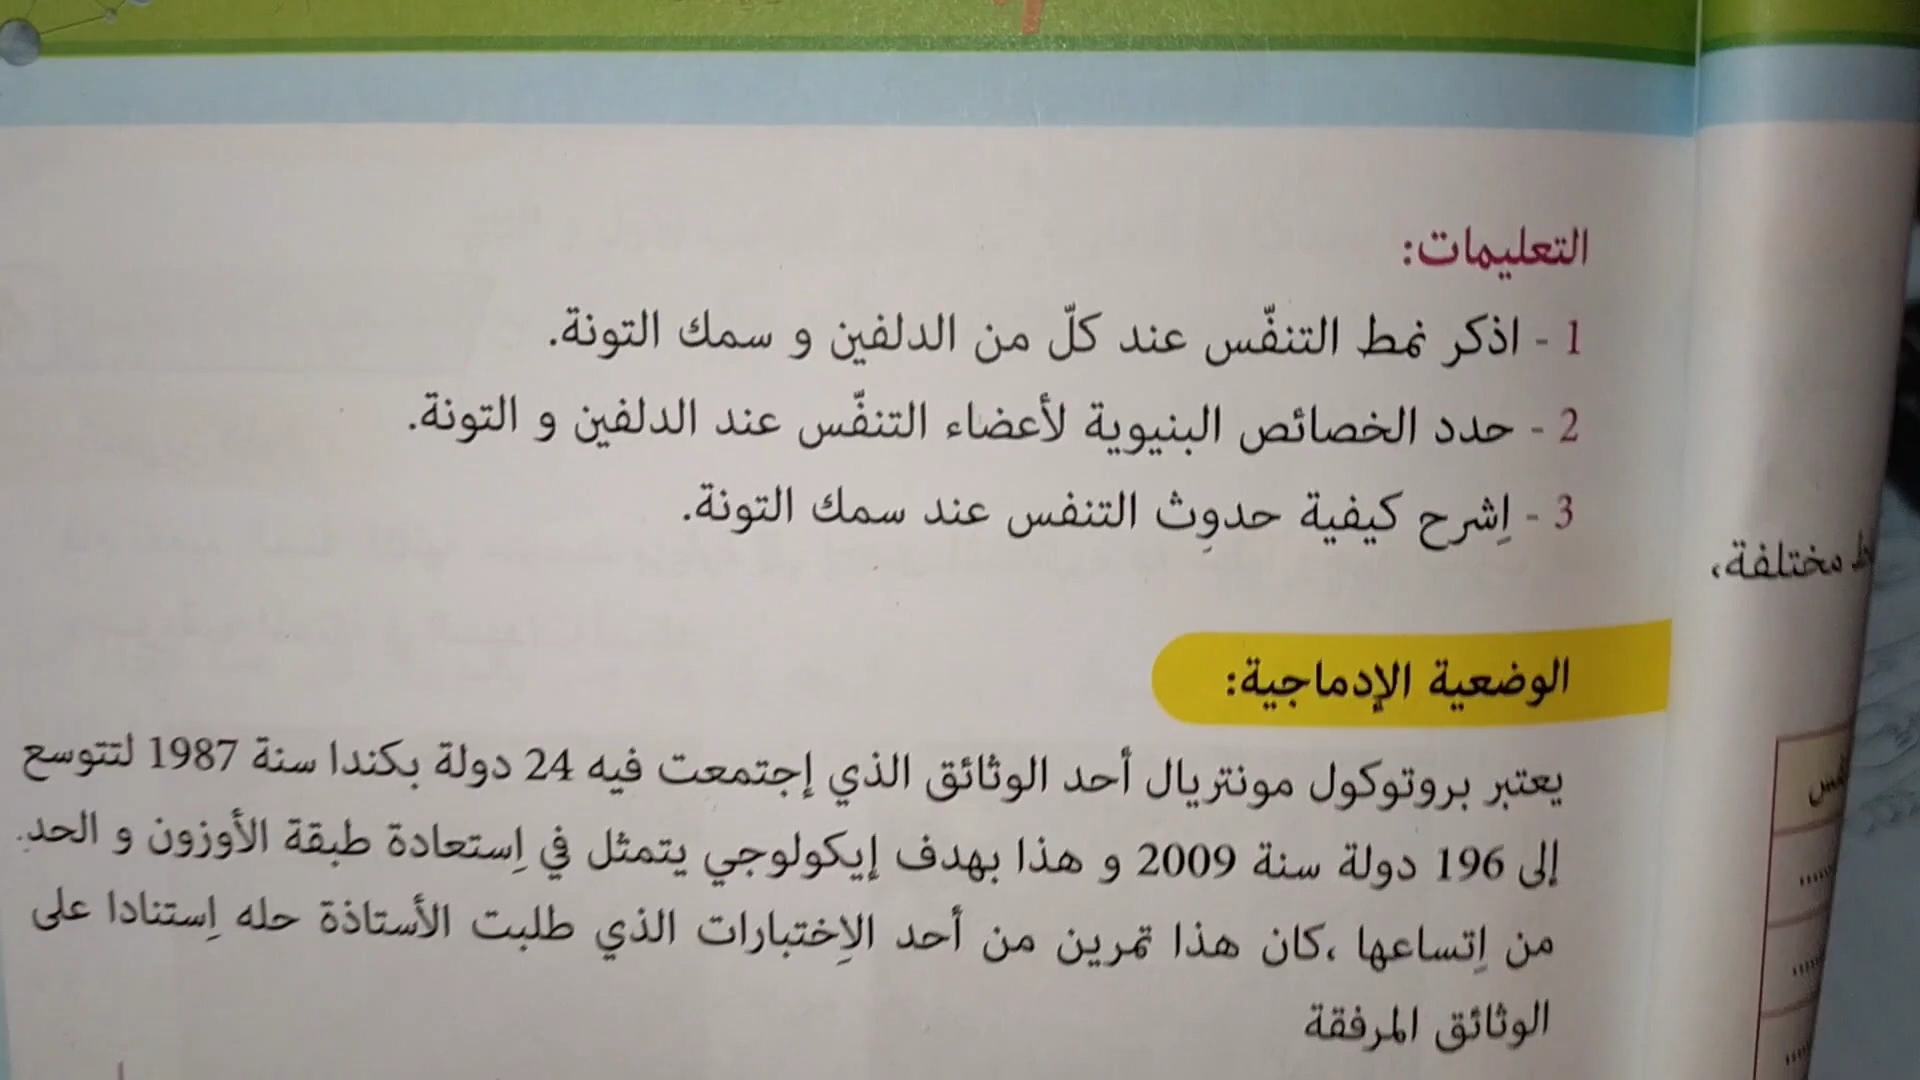 التعليمات:
1 - اذكر نمط التنفّس عند كلّ من الدلفين و سمك التونة.
2 - حدد الخصائص البنيوية لأعضاء التنفّس عند الدلفين و التونة.
3 - اِشرح كيفية حدوِث التنفس عند سمك التونة.
مختلفة،
الوضعية الإدماجية:
يعتبر بروتوكول مونتريال أحد الوثائق الذي إجتمعت فيه 24 دولة بكندا سنة 1987 لتتوسع
إلى 196 دولة سنة 2009 و هذا بهدف إيكولوجي يتمثل في اِستعادة طبقة الأوزون و الحد.
من اِتساعها ،كان هذا تمرين من أحد الاِختبارات الذي طلبت الأستاذة حله اِستنادا على
الوثائق المرفقة